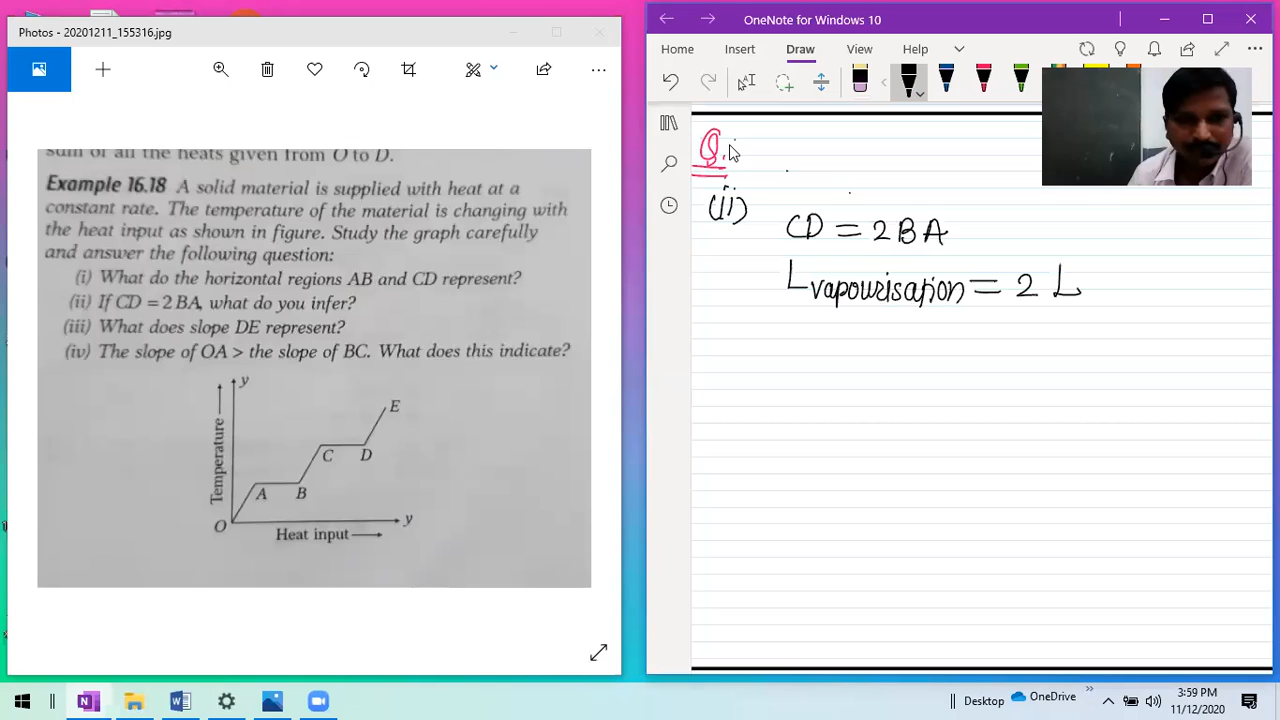 Photos - 20201211_155316.jpg
sum of all the heats given from O to D.
Example 16.18 A solid material is supplied with heat at a
constant rate. The temperature of the material is changing with
the heat input as shown in figure. Study the graph carefully
and answer the following question:
(i) What do the horizontal regions AB and CD represent?
(ii) If CD = 2 BA, what do you infer?
(iii) What does slope DE represent?
(iv) The slope of OA > the slope of BC. What does this indicate?
y
E
Temperature
C D
A B
O
y
Heat input
OneNote for Windows 10
Home Insert Draw View Help
Q.
(ii)
CD = 2BA
L vapourisation = 2 L
Desktop
OneDrive
3:59 PM
11/12/2020